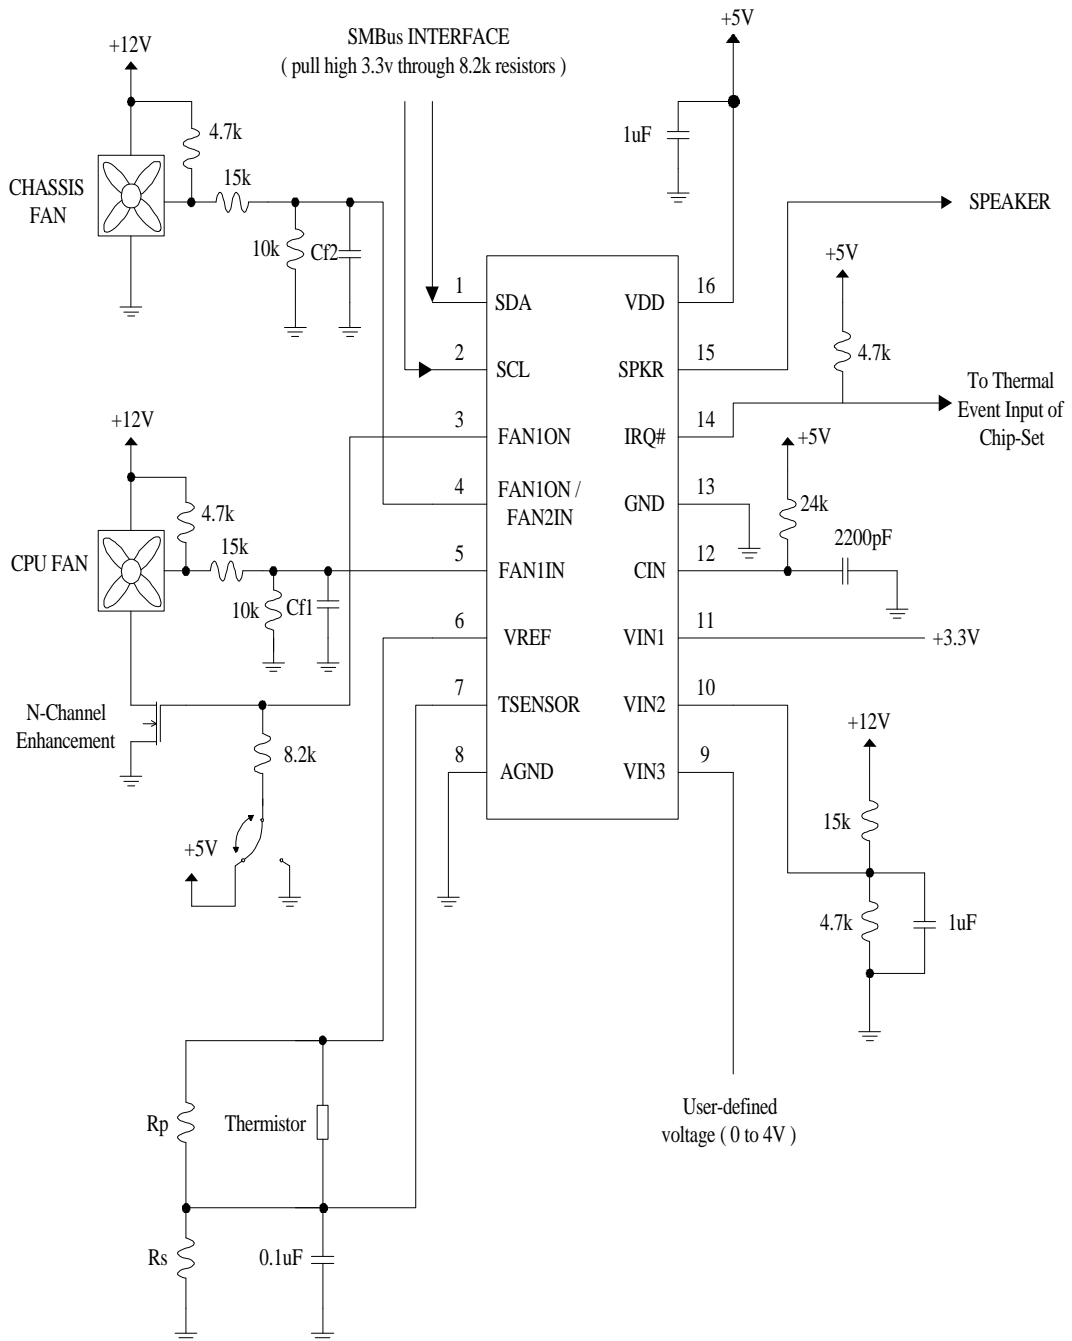 SMBus INTERFACE
( pull high 3.3v through 8.2k resistors )
+5V
1uF
+12V
4.7k
15k
CHASSIS
FAN
10k
Cf2
SPEAKER
+5V
4.7k
To Thermal
Event Input of
Chip-Set
1
SDA
2
SCL
3
FAN1ON
4
FAN1ON /
FAN2IN
5
FAN1IN
6
VREF
7
TSENSOR
8
AGND
VDD
16
SPKR
15
IRQ#
14
GND
13
CIN
12
VIN1
11
VIN2
10
VIN3
9
+12V
4.7k
15k
CPU FAN
10k
Cf1
N-Channel
Enhancement
8.2k
+5V
+5V
24k
2200pF
+3.3V
+12V
15k
4.7k
1uF
User-defined
voltage ( 0 to 4V )
Rp
Thermistor
Rs
0.1uF